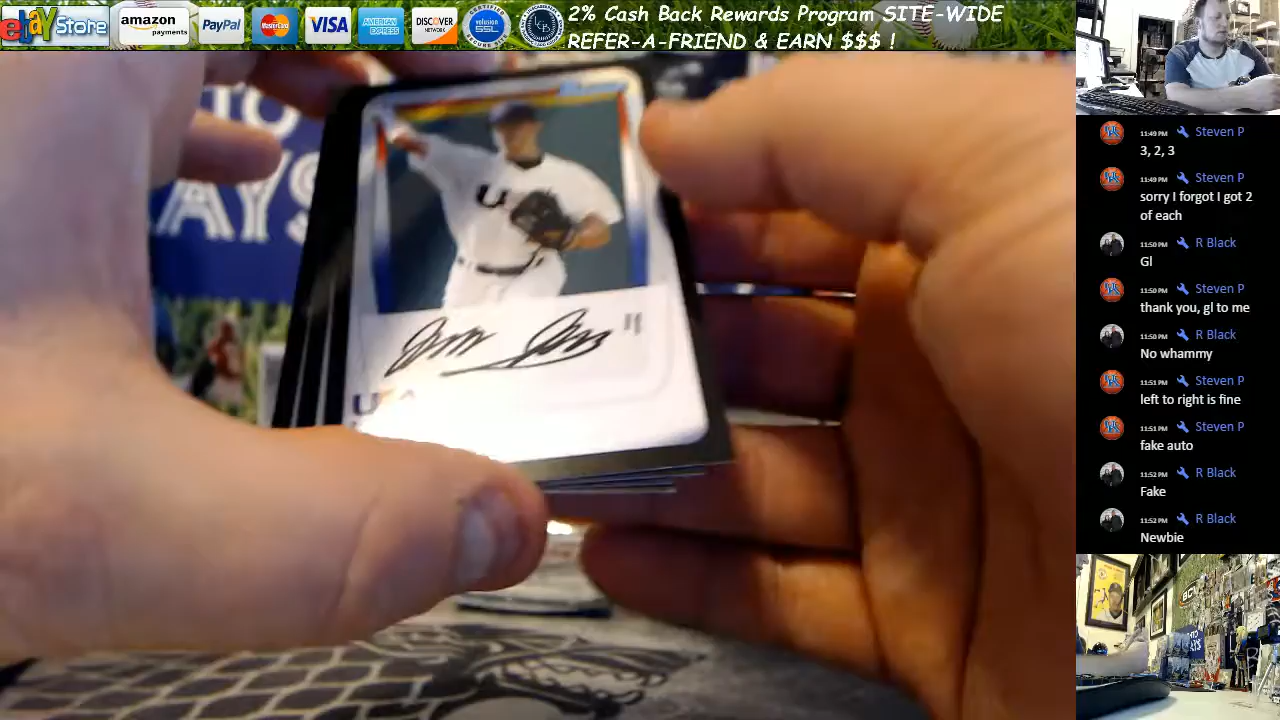 ebay Store
amazon
payments
PayPal
MasterCard
VISA
AMERICAN
EXPRESS
DISCOVER
NETWORK
SSL
2% Cash Back Rewards Program SITE-WIDE
REFER-A-FRIEND & EARN $$$ !
11:49 PM Steven P
3, 2, 3
11:49 PM Steven P
sorry I forgot I got 2
of each
11:50 PM R Black
Gl
11:50 PM Steven P
thank you, gl to me
11:50 PM R Black
No whammy
11:51 PM Steven P
left to right is fine
11:51 PM Steven P
fake auto
11:52 PM R Black
Fake
11:52 PM R Black
Newbie
USA